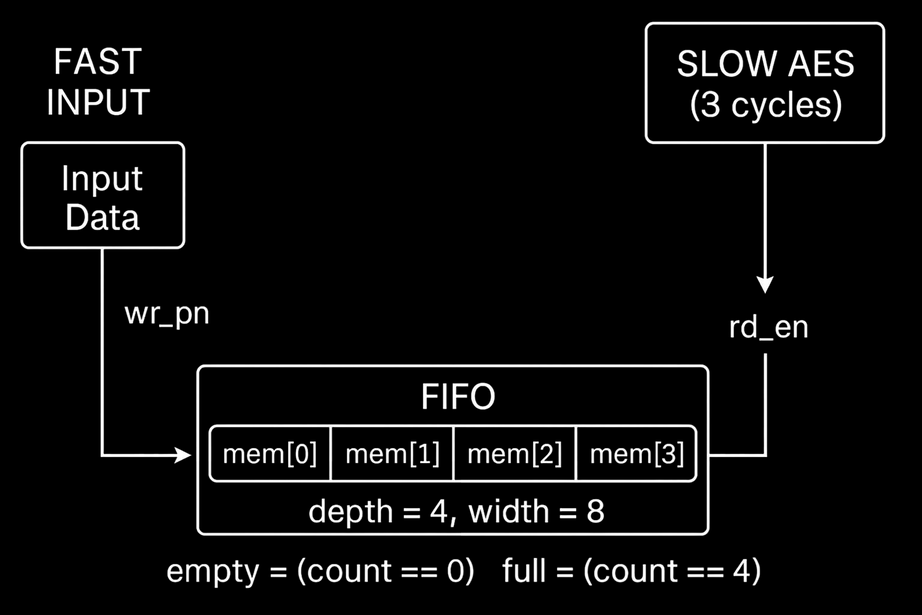 FAST
INPUT
Input
Data
wr_pn
SLOW AES
(3 cycles)
rd_en
FIFO
mem[0] mem[1] mem[2] mem[3]
depth = 4, width = 8
empty = (count == 0) full = (count == 4)